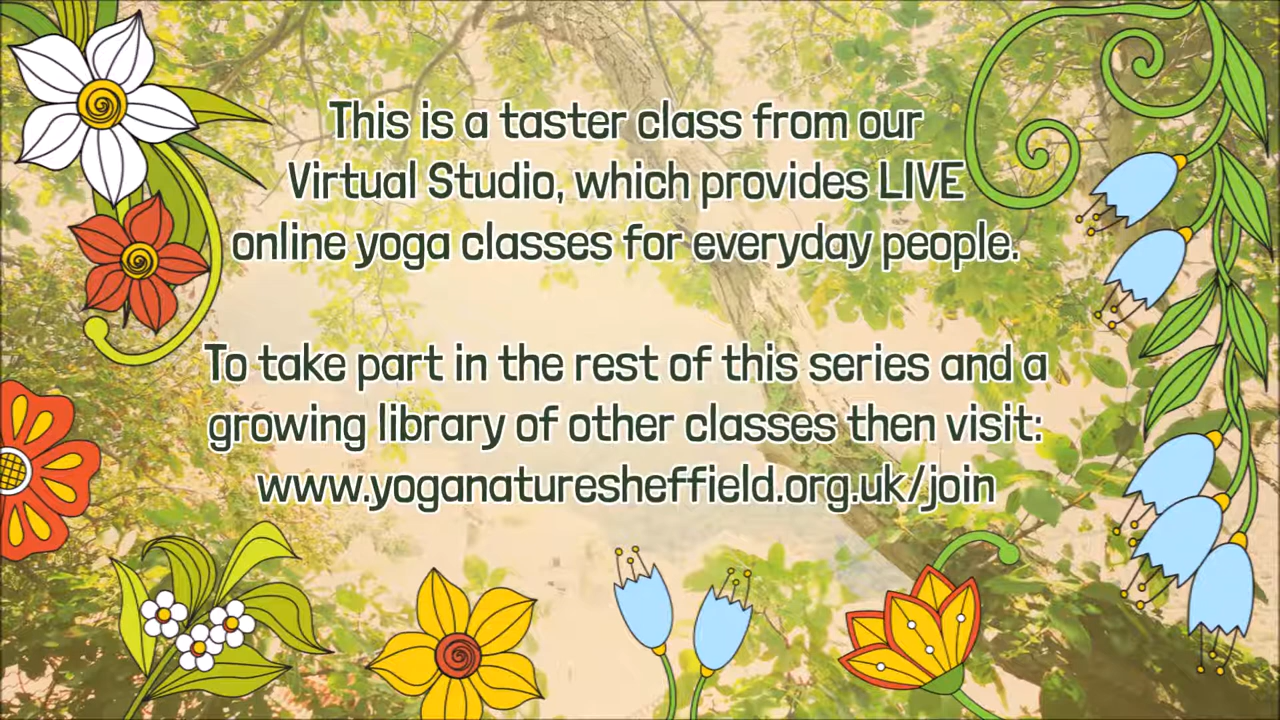 This is a taster class from our
Virtual Studio, which provides LIVE
online yoga classes for everyday people.
To take part in the rest of this series and a
growing library of other classes then visit:
www.yoganaturesheffield.org.uk/join